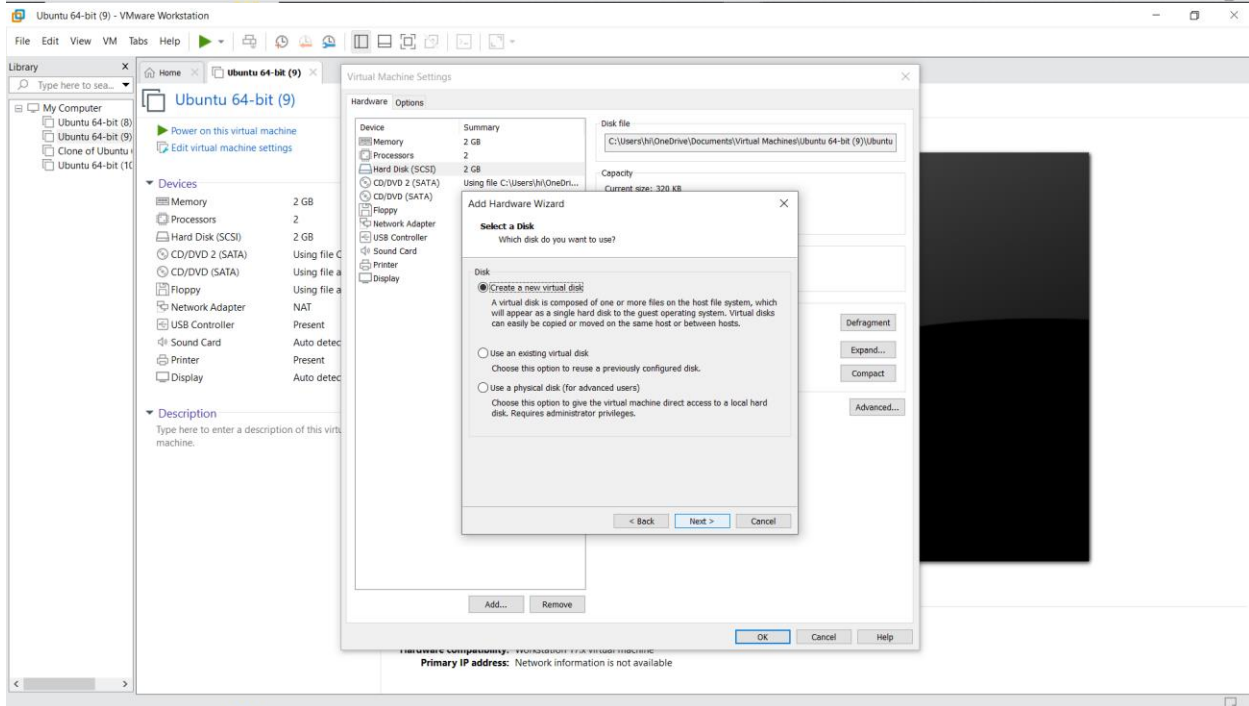 Ubuntu 64-bit (9) - VMware Workstation
File Edit View VM Tabs Help
Library X
Type here to sea...
My Computer
Ubuntu 64-bit (8)
Ubuntu 64-bit (9)
Clone of Ubuntu
Ubuntu 64-bit (10
Home Ubuntu 64-bit (9)
Ubuntu 64-bit (9)
Power on this virtual machine
Edit virtual machine settings
Devices
Memory 2 GB
Processors 2
Hard Disk (SCSI) 2 GB
CD/DVD 2 (SATA) Using file C
CD/DVD (SATA) Using file a
Floppy Using file a
Network Adapter NAT
USB Controller Present
Sound Card Auto detec
Printer Present
Display Auto detec
Description
Type here to enter a description of this virtu
machine.
Virtual Machine Settings
Hardware Options
Device Summary
Memory 2 GB
Processors 2
Hard Disk (SCSI) 2 GB
CD/DVD 2 (SATA) Using file C:\Users\hi\OneDri...
CD/DVD (SATA)
Floppy
Network Adapter
USB Controller
Sound Card
Printer
Display
Add... Remove
Disk file
C:\Users\hi\OneDrive\Documents\Virtual Machines\Ubuntu 64-bit (9)\Ubuntu
Capacity
Current size: 320 KB
Defragment
Expand...
Compact
Advanced...
OK Cancel Help
Add Hardware Wizard
Select a Disk
Which disk do you want to use?
Disk
Create a new virtual disk
A virtual disk is composed of one or more files on the host file system, which
will appear as a single hard disk to the guest operating system. Virtual disks
can easily be copied or moved on the same host or between hosts.
Use an existing virtual disk
Choose this option to reuse a previously configured disk.
Use a physical disk (for advanced users)
Choose this option to give the virtual machine direct access to a local hard
disk. Requires administrator privileges.
< Back Next > Cancel
Hardware compatibility: Workstation 17.x virtual machine
Primary IP address: Network information is not available